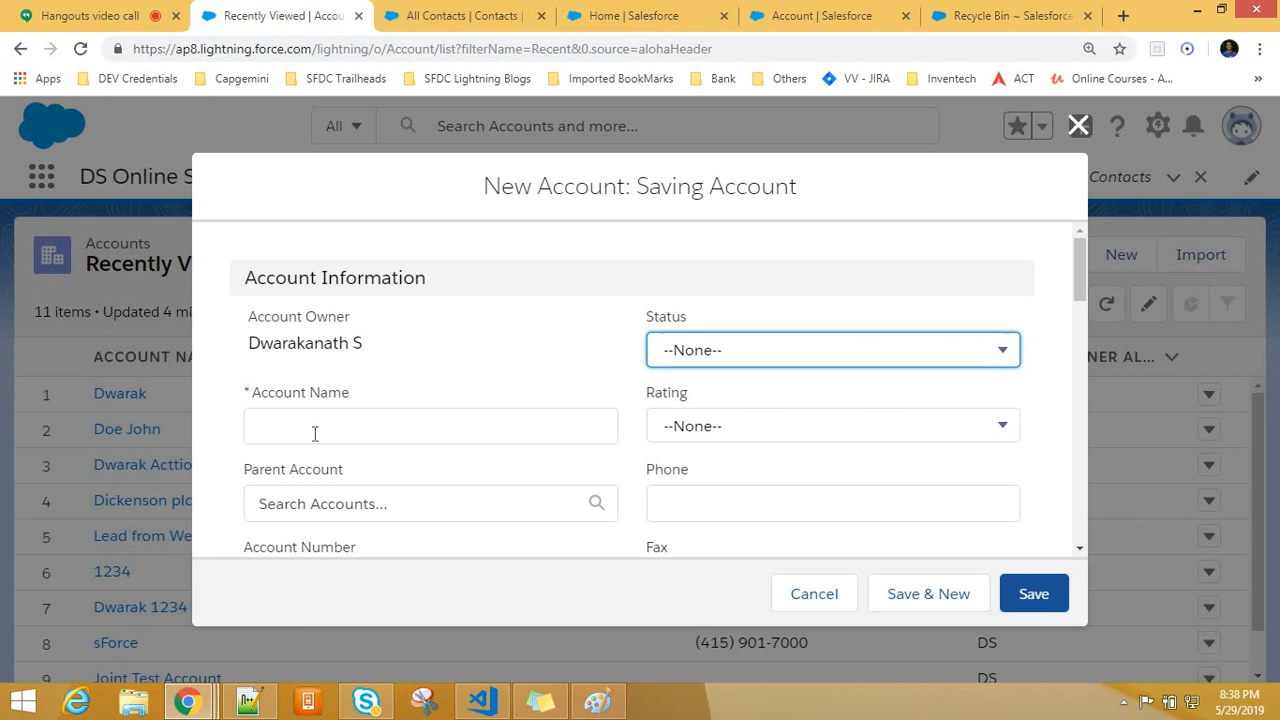 Hangouts video call
Recently Viewed | Accou
All Contacts | Contacts |
Home | Salesforce
Account | Salesforce
Recycle Bin ~ Salesforce
https://ap8.lightning.force.com/lightning/o/Account/list?filterName=Recent&0.source=alohaHeader
Apps
DEV Credentials
Capgemini
SFDC Trailheads
SFDC Lightning Blogs
Imported BookMarks
Bank
Others
VV - JIRA
Inventech
ACT
Online Courses - A...
All
Search Accounts and more...
DS Online S
Contacts
New Account: Saving Account
Accounts
Recently V
New
Import
11 items • Updated 4 mi
ACCOUNT NA
NER AL...
1 Dwarak
2 Doe John
3 Dwarak Acttio
4 Dickenson plc
5 Lead from We
6 1234
7 Dwarak 1234
8 sForce (415) 901-7000 DS
9 Joint Test Account DS
Account Information
Account Owner
Dwarakanath S
Status
--None--
* Account Name
Rating
--None--
Parent Account
Search Accounts...
Phone
Account Number
Fax
Cancel
Save & New
Save
8:38 PM
5/29/2019